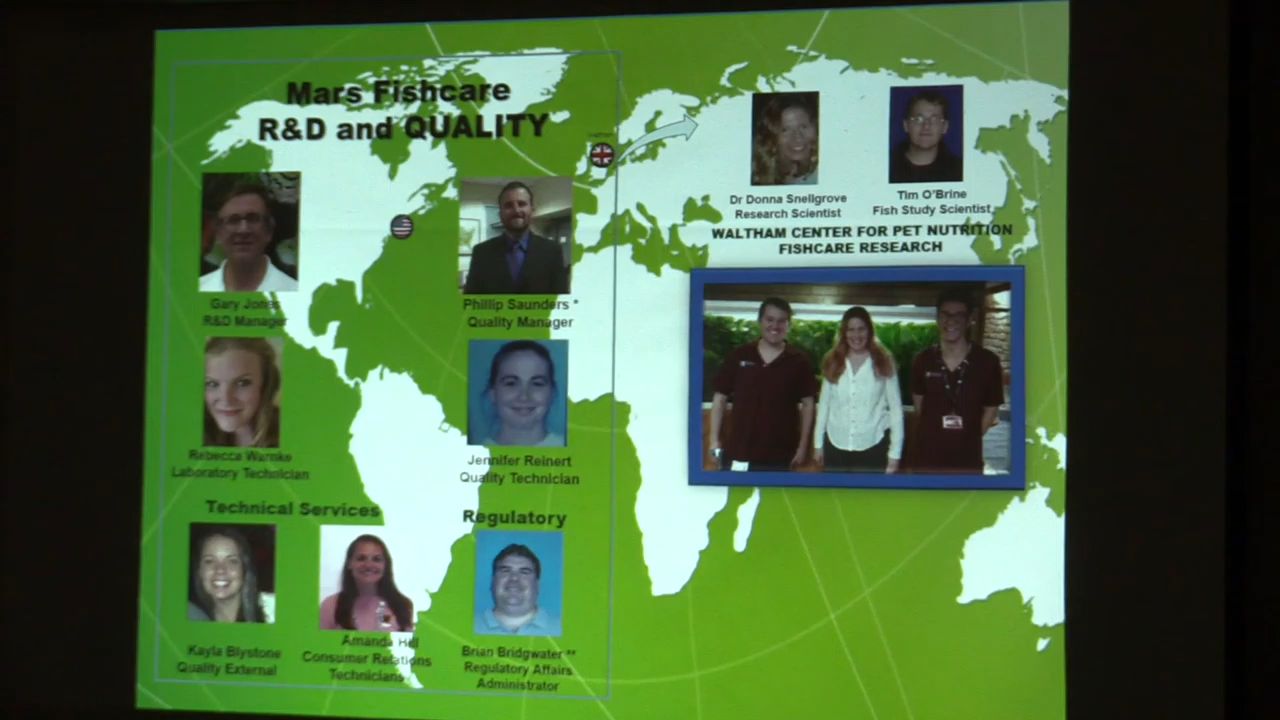 Mars Fishcare
R&D and QUALITY
Gary Jones
R&D Manager
Phillip Saunders *
Quality Manager
Rebecca Warnke
Laboratory Technician
Jennifer Reinert
Quality Technician
Technical Services
Regulatory
Kayla Blystone
Quality External
Amanda Hill
Consumer Relations
Technicians
Brian Bridgwater **
Regulatory Affairs
Administrator
Dr Donna Snellgrove
Research Scientist
Tim O'Brine
Fish Study Scientist
WALTHAM CENTER FOR PET NUTRITION
FISHCARE RESEARCH